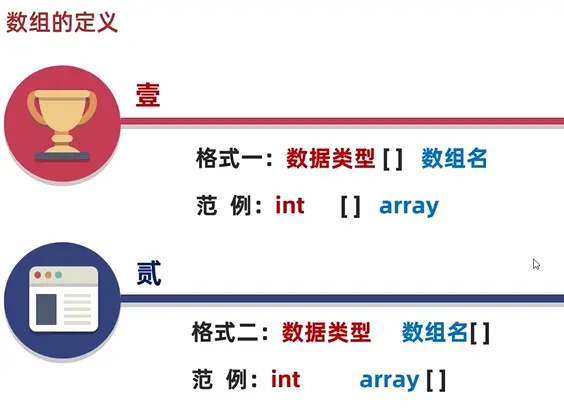 数组的定义
壹
格式一：数据类型 [ ] 数组名
范 例：int [ ] array
贰
格式二：数据类型 数组名[ ]
范 例：int array [ ]